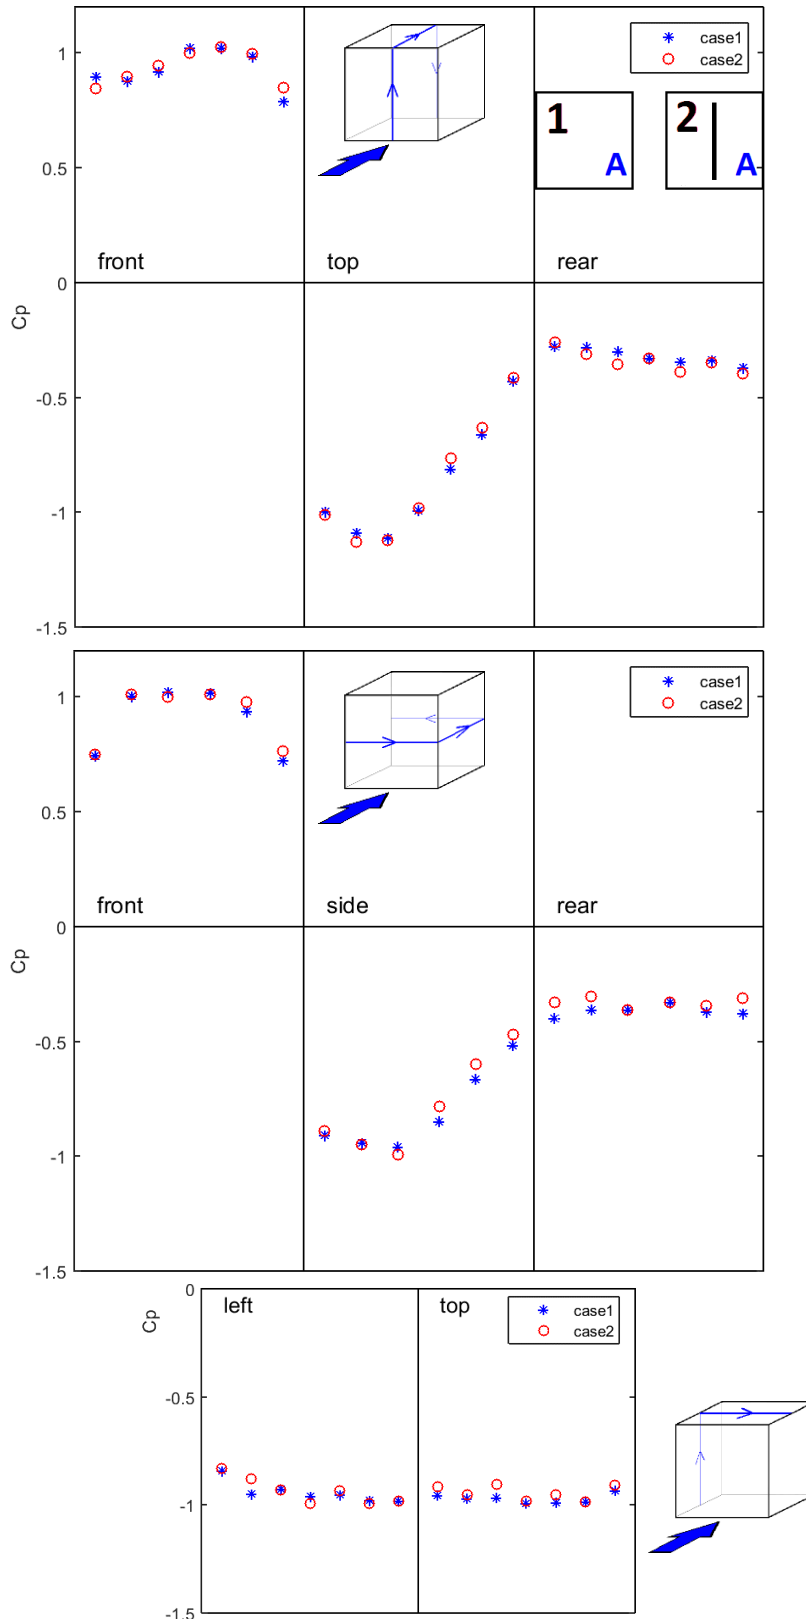 case1
case2
1
A
2
A
1
0.5
0
-0.5
-1
-1.5
Cp
front
top
rear
case1
case2
1
0.5
0
-0.5
-1
-1.5
Cp
front
side
rear
case1
case2
0
-0.5
-1
-1.5
Cp
left
top